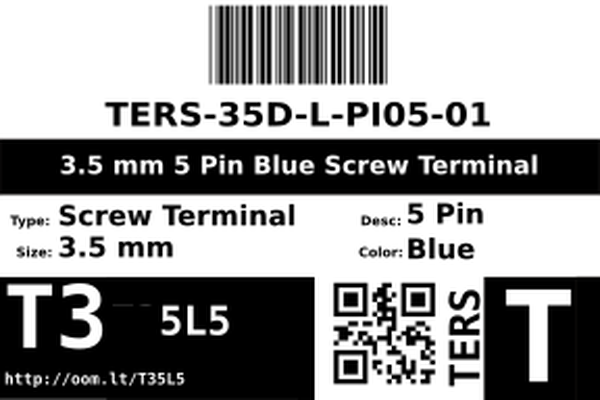 TERS-35D-L-PI05-01
3.5 mm 5 Pin Blue Screw Terminal
Type: Screw Terminal
Desc: 5 Pin
Size: 3.5 mm
Color: Blue
T3 5L5
http://oom.lt/T35L5
TERS
T